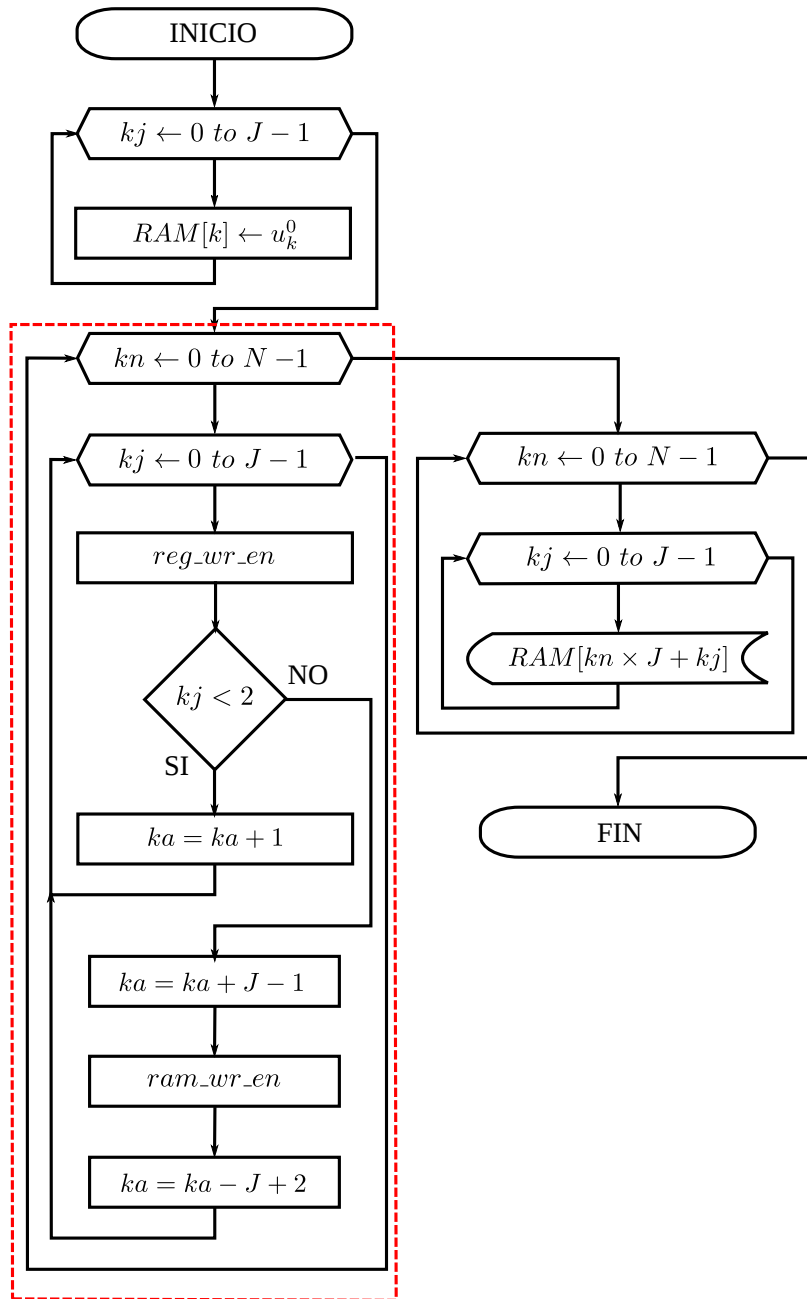 INICIO
kj ← 0 to J − 1
RAM[k] ← u_k^0
kn ← 0 to N − 1
kj ← 0 to J − 1
reg_wr_en
kj < 2
NO
SI
ka = ka + 1
ka = ka + J − 1
ram_wr_en
ka = ka − J + 2
kn ← 0 to N − 1
kj ← 0 to J − 1
RAM[kn × J + kj]
FIN